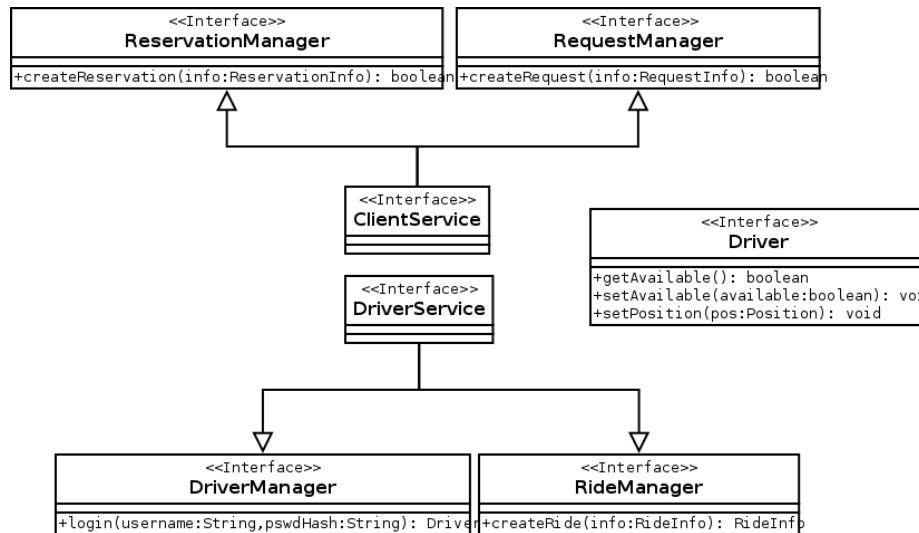 <<Interface>>
ReservationManager
+createReservation(info:ReservationInfo): boolean
<<Interface>>
RequestManager
+createRequest(info:RequestInfo): boolean
<<Interface>>
ClientService
<<Interface>>
Driver
+getAvailable(): boolean
+setAvailable(available:boolean): voi
+setPosition(pos:Position): void
<<Interface>>
DriverService
<<Interface>>
DriverManager
+login(username:String,pswdHash:String): Driver
<<Interface>>
RideManager
+createRide(info:RideInfo): RideInfo